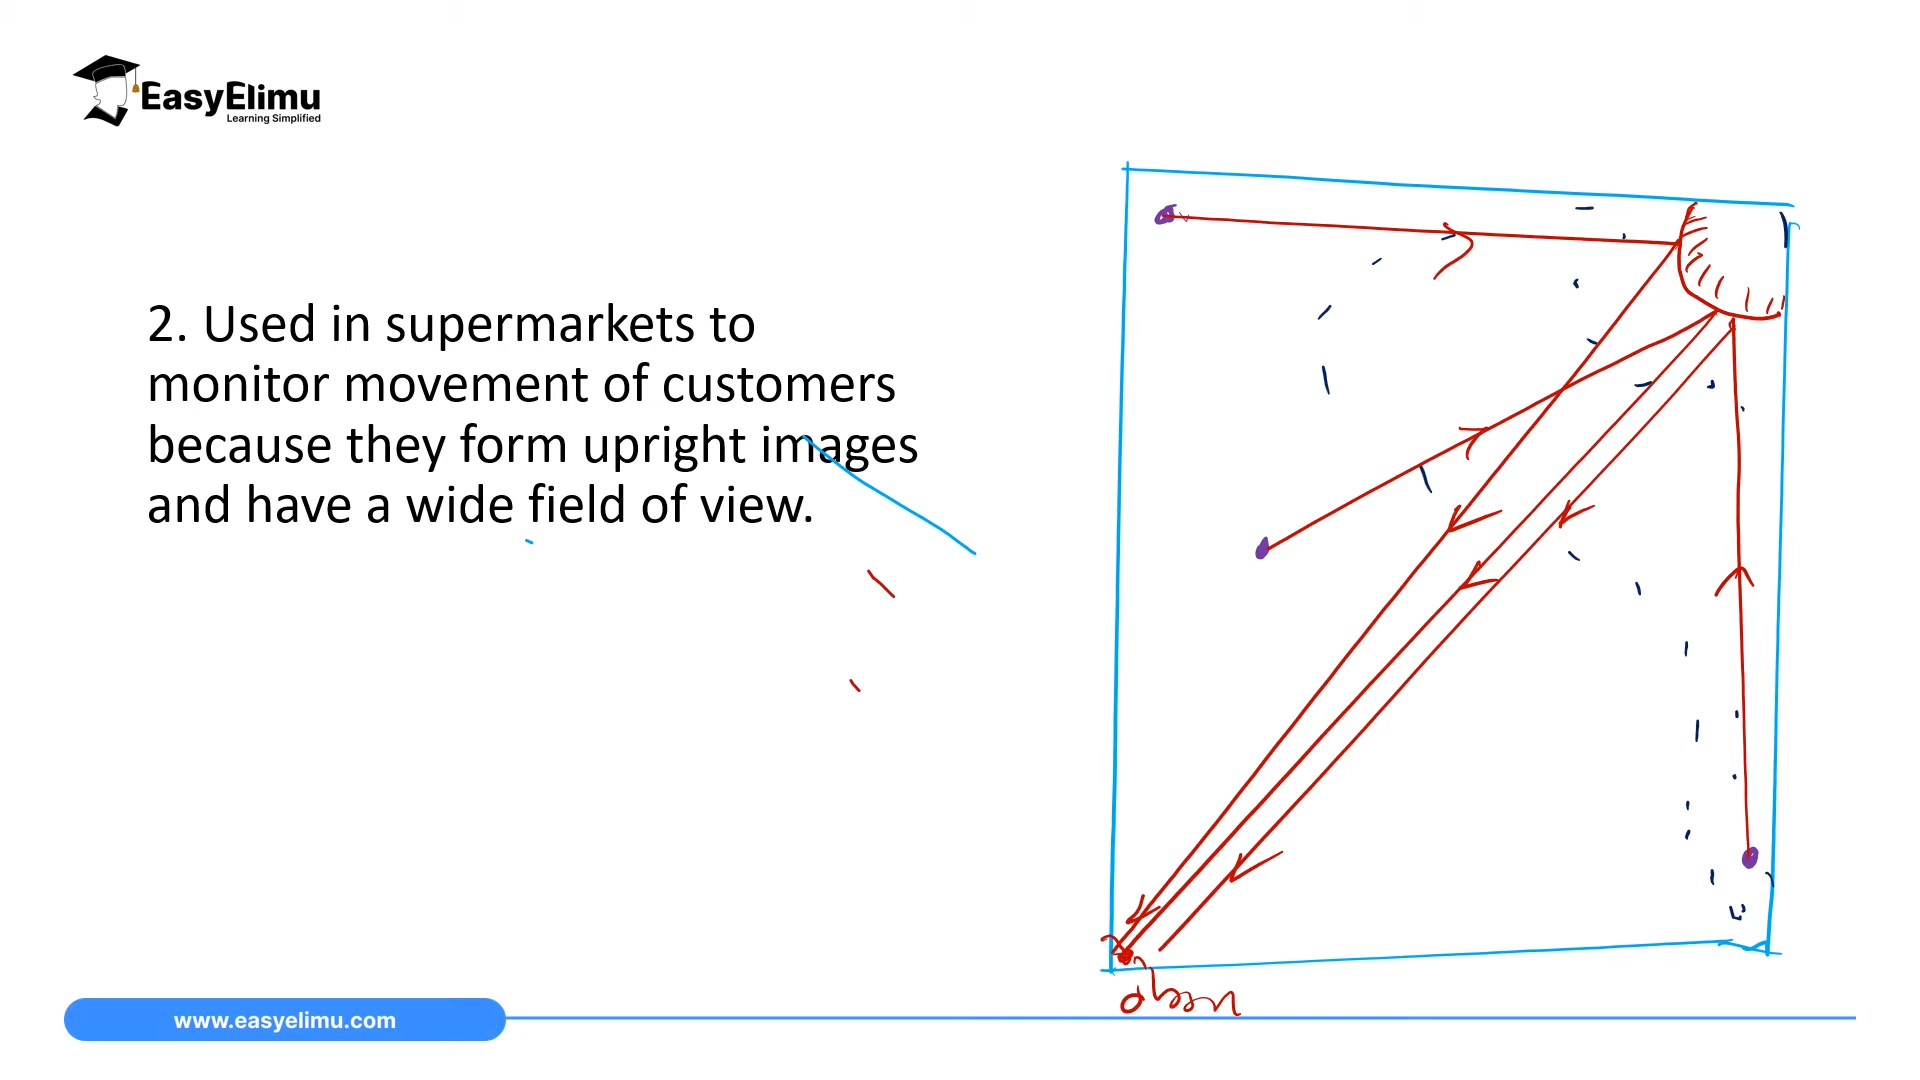 EasyElimu
Learning Simplified
2. Used in supermarkets to
monitor movement of customers
because they form upright images
and have a wide field of view.
www.easyelimu.com